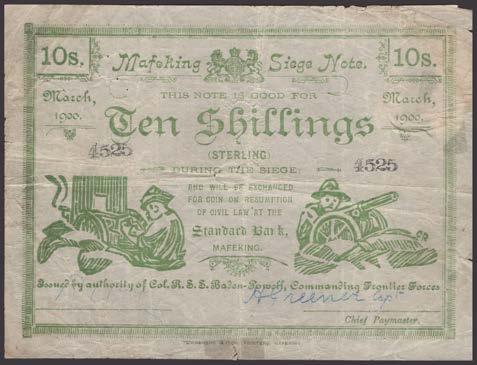 10s. Mafeking Siege Note. 10s.
March, 1900. March, 1900.
THIS NOTE IS GOOD FOR
Ten Shillings
(STERLING)
4525 4525
DURING THE SIEGE
AND WILL BE EXCHANGED
FOR COIN ON RESUMPTION
OF CIVIL LAW AT THE
Standard Bank,
MAFEKING.
Issued by authority of Col. R. S. S. Baden-Powell, Commanding Frontier Forces
H Greener Capt
Chief Paymaster.